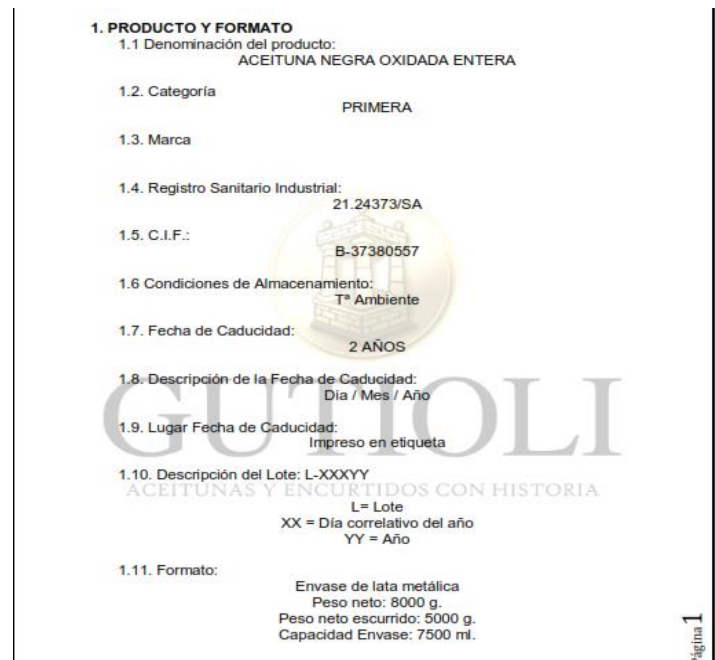 1. PRODUCTO Y FORMATO
1.1 Denominación del producto:
ACEITUNA NEGRA OXIDADA ENTERA
1.2. Categoría
PRIMERA
1.3. Marca
1.4. Registro Sanitario Industrial:
21.24373/SA
1.5. C.I.F.:
B-37380557
1.6 Condiciones de Almacenamiento:
Tª Ambiente
1.7. Fecha de Caducidad:
2 AÑOS
1.8. Descripción de la Fecha de Caducidad:
Día / Mes / Año
GUTIOLI
1.9. Lugar Fecha de Caducidad:
Impreso en etiqueta
1.10. Descripción del Lote: L-XXXYY
ACEITUNAS Y ENCURTIDOS CON HISTORIA
L= Lote
XX = Día correlativo del año
YY = Año
1.11. Formato:
Envase de lata metálica
Peso neto: 8000 g.
Peso neto escurrido: 5000 g.
Capacidad Envase: 7500 ml.
Página 1